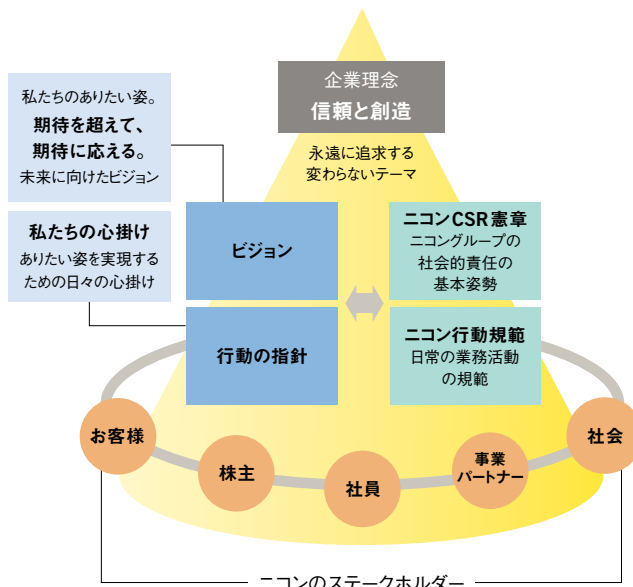 企業理念
信頼と創造
永遠に追求する
変わらないテーマ
私たちのありたい姿。
期待を超えて、
期待に応える。
未来に向けたビジョン
私たちの心掛け
ありたい姿を実現する
ための日々の心掛け
ビジョン
行動の指針
ニコンCSR憲章
ニコングループの
社会的責任の
基本姿勢
ニコン行動規範
日常の業務活動
の規範
お客様
株主
社員
事業
パートナー
社会
ニコンのステークホルダー